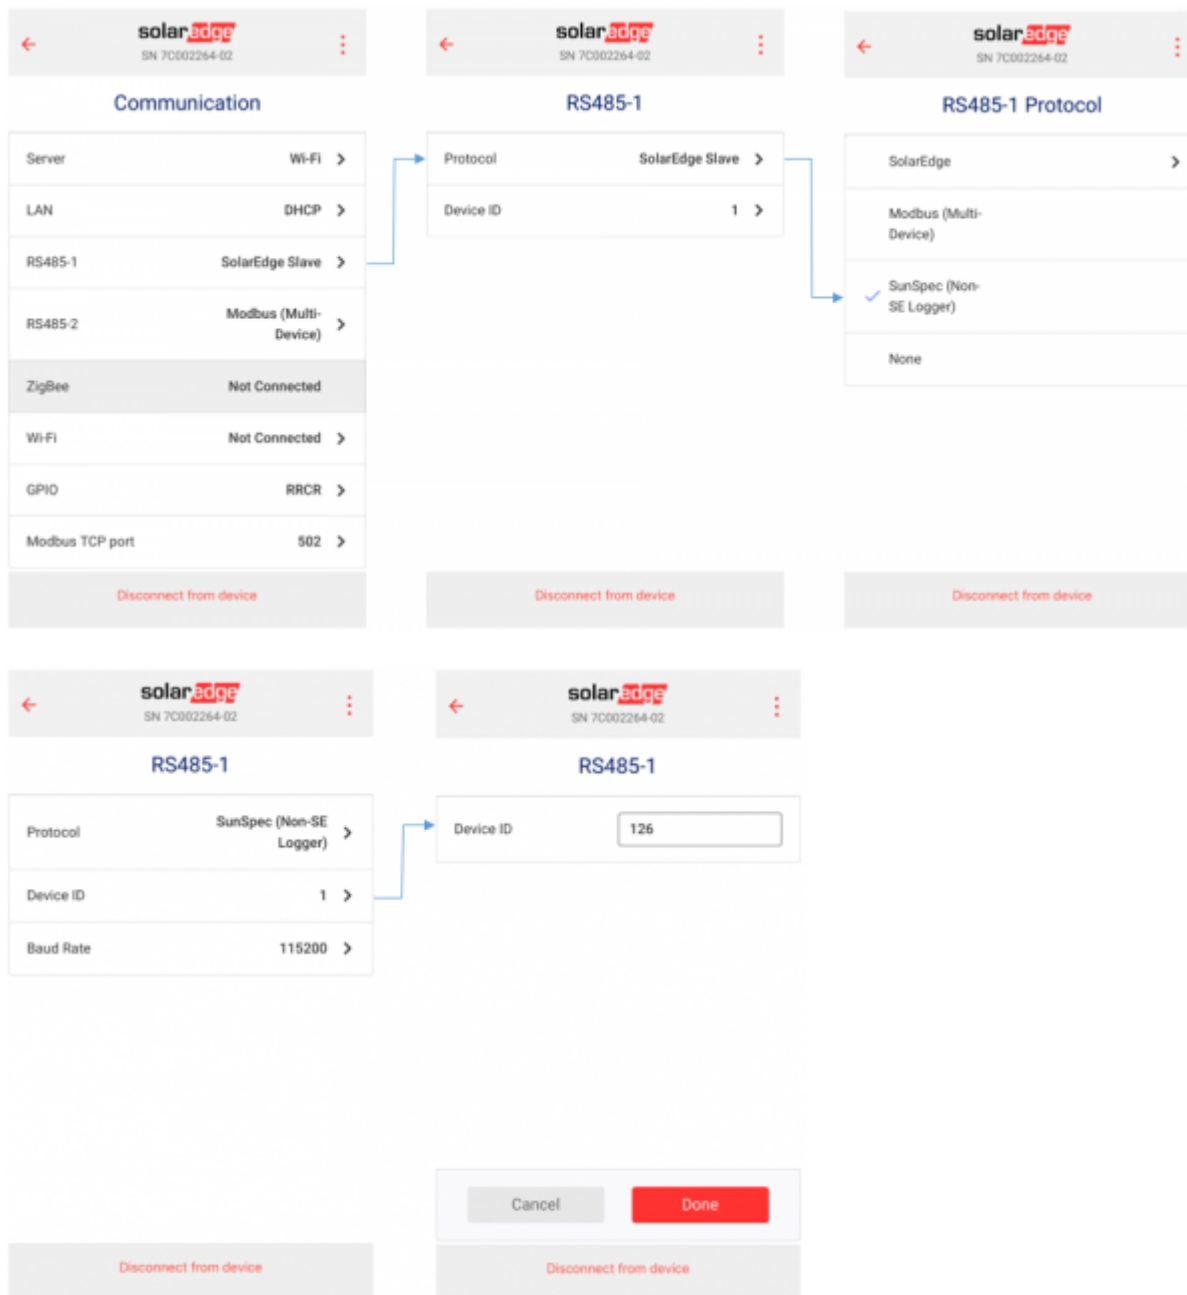 solaredge
SN 7C002264-02
Communication
Server Wi-Fi
LAN DHCP
RS485-1 SolarEdge Slave
RS485-2 Modbus (Multi-
Device)
ZigBee Not Connected
Wi-Fi Not Connected
GPIO RRCR
Modbus TCP port 502
Disconnect from device
solaredge
SN 7C002264-02
RS485-1
Protocol SolarEdge Slave
Device ID 1
Disconnect from device
solaredge
SN 7C002264-02
RS485-1 Protocol
SolarEdge
Modbus (Multi-
Device)
SunSpec (Non-
SE Logger)
None
Disconnect from device
solaredge
SN 7C002264-02
RS485-1
Protocol SunSpec (Non-SE
Logger)
Device ID 1
Baud Rate 115200
Disconnect from device
solaredge
SN 7C002264-02
RS485-1
Device ID 126
Cancel Done
Disconnect from device